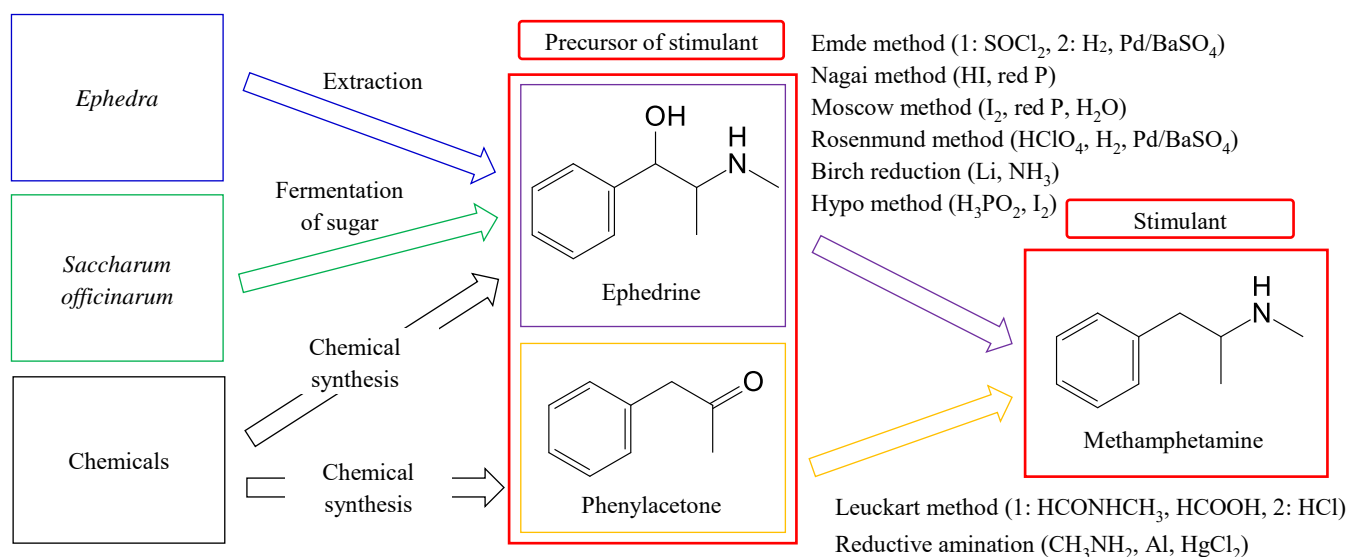 Precursor of stimulant
Ephedra
Extraction
Saccharum
officinarum
Fermentation
of sugar
Chemicals
Chemical
synthesis
Chemical
synthesis
OH
H
N
Ephedrine
O
Phenylacetone
Emde method (1: SOCl₂, 2: H₂, Pd/BaSO₄)
Nagai method (HI, red P)
Moscow method (I₂, red P, H₂O)
Rosenmund method (HClO₄, H₂, Pd/BaSO₄)
Birch reduction (Li, NH₃)
Hypo method (H₃PO₂, I₂)
Stimulant
H
N
Methamphetamine
Leuckart method (1: HCONHCH₃, HCOOH, 2: HCl)
Reductive amination (CH₃NH₂, Al, HgCl₂)